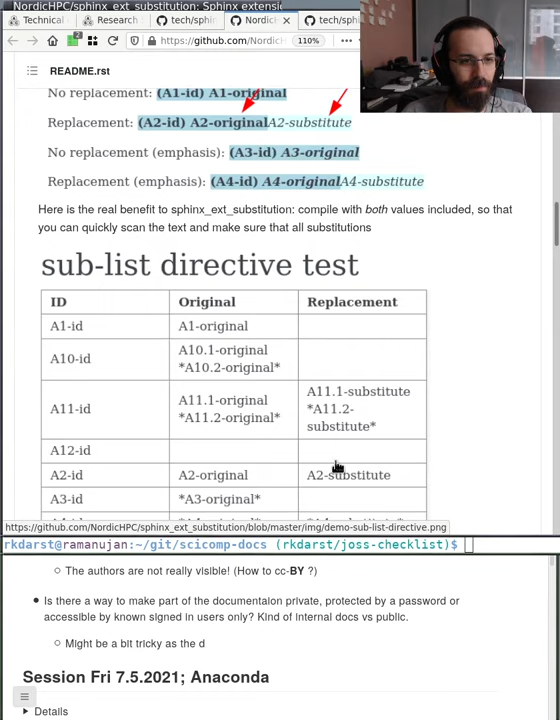 NordicHPC/sphinx_ext_substitution: Sphinx extensi
Technical
Research
tech/sphin
Nordic
tech/sph
https://github.com/Nordic
110%
README.rst
No replacement: (A1-id) A1-original
Replacement: (A2-id) A2-originalA2-substitute
No replacement (emphasis): (A3-id) A3-original
Replacement (emphasis): (A4-id) A4-originalA4-substitute
Here is the real benefit to sphinx_ext_substitution: compile with both values included, so that
you can quickly scan the text and make sure that all substitutions
sub-list directive test
ID Original Replacement
A1-id A1-original
A10-id A10.1-original
*A10.2-original*
A11-id A11.1-original
*A11.2-original*
A11.1-substitute
*A11.2-
substitute*
A12-id
A2-id A2-original A2-substitute
A3-id *A3-original*
https://github.com/NordicHPC/sphinx_ext_substitution/blob/master/img/demo-sub-list-directive.png
rkdarst@ramanujan:~/git/scicomp-docs (rkdarst/joss-checklist)$
The authors are not really visible! (How to cc-BY ?)
Is there a way to make part of the documentaion private, protected by a password or
accessible by known signed in users only? Kind of internal docs vs public.
Might be a bit tricky as the d
Session Fri 7.5.2021; Anaconda
Details